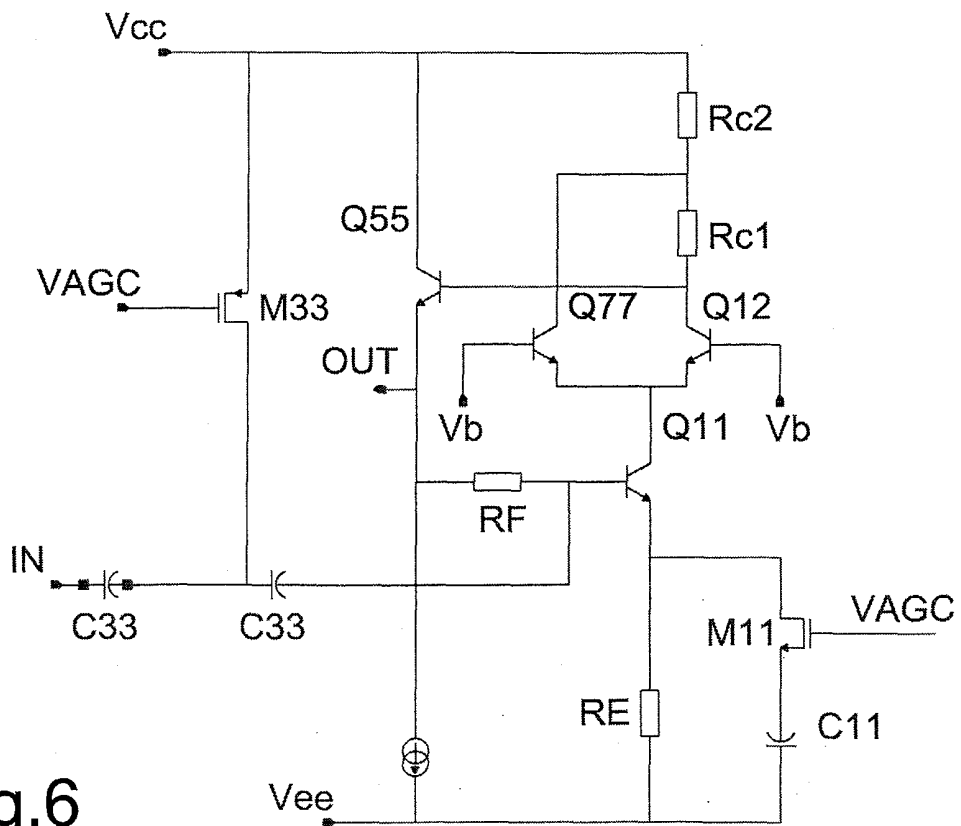 Vcc
Rc2
Q55
Rc1
VAGC
M33
Q77
Q12
OUT
Vb
Q11
Vb
RF
IN
C33
C33
M11
VAGC
RE
C11
Vee
g.6